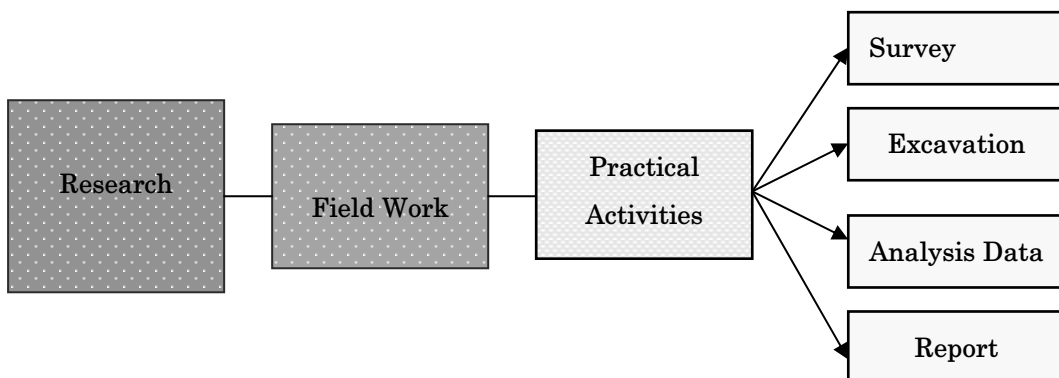 Research
Field Work
Practical
Activities
Survey
Excavation
Analysis Data
Report